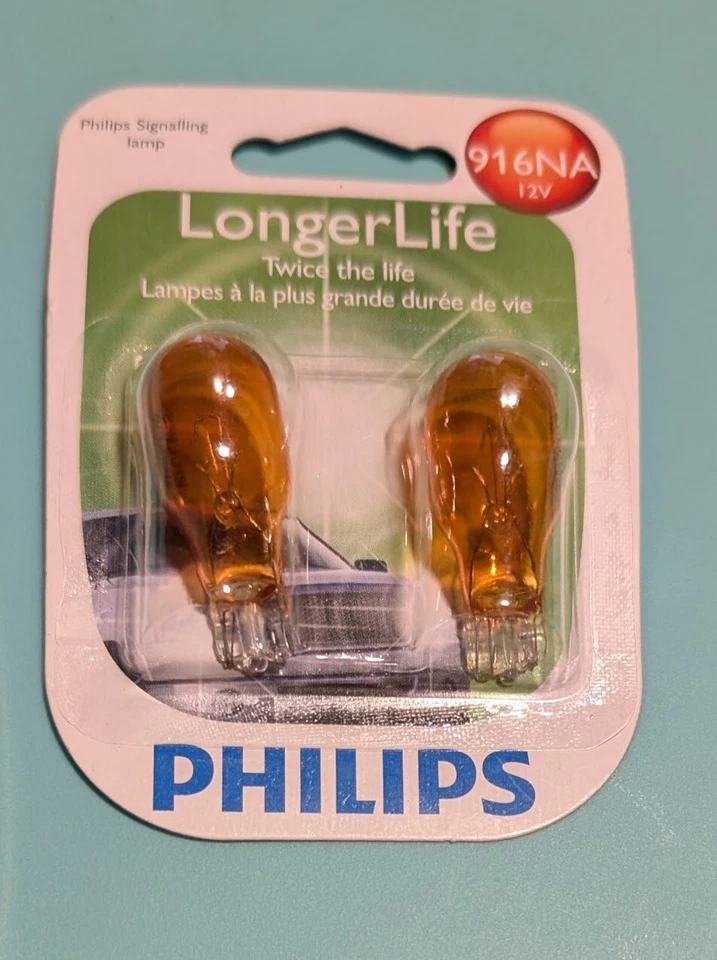 Philips Signalling
lamp
916NA
12V
LongerLife
Twice the life
Lampes à la plus grande durée de vie
PHILIPS